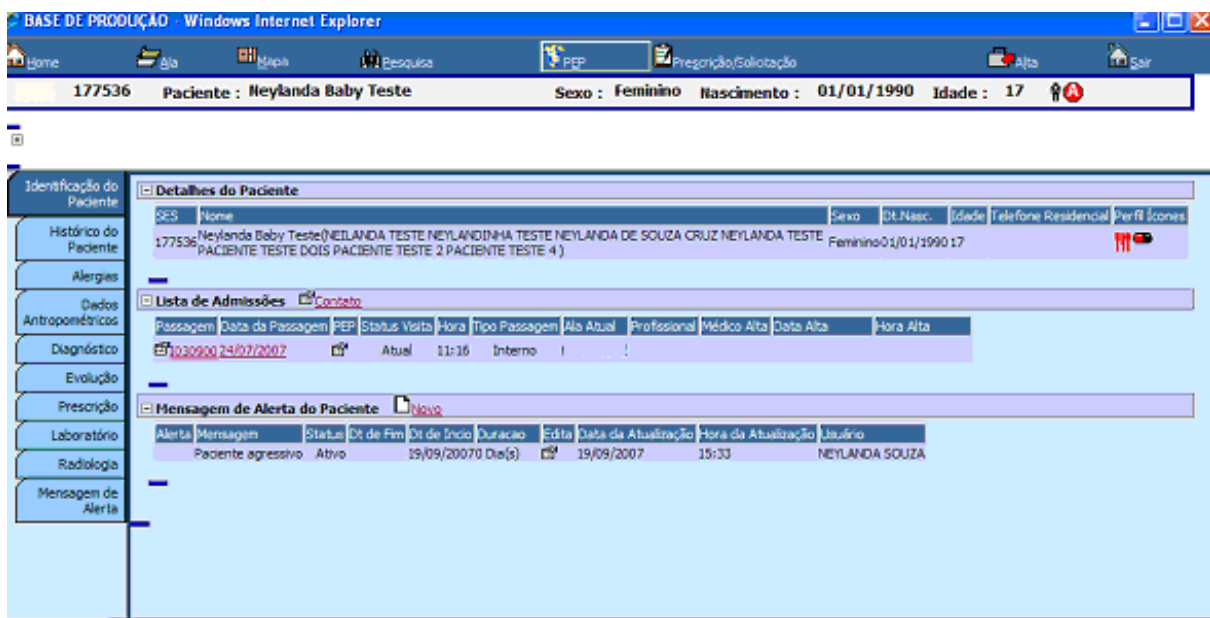 BASE DE PRODUÇÃO - Windows Internet Explorer
Home Ala Mapa Pesquisa PEP Prescrição/Solicitação Alta Sair
177536 Paciente : Neylanda Baby Teste Sexo : Feminino Nascimento : 01/01/1990 Idade : 17 A
Identificação do
Paciente
Histórico do
Paciente
Alergias
Dados
Antropométricos
Diagnóstico
Evolução
Prescrição
Laboratório
Radiologia
Mensagem de
Alerta
Detalhes do Paciente
SES Nome Sexo Dt.Nasc. Idade Telefone Residencial Perfil Ícones
177536 Neylanda Baby Teste(NEILANDA TESTE NEYLANDINHA TESTE NEYLANDA DE SOUZA CRUZ NEYLANDA TESTE Feminino 01/01/1990 17
PACIENTE TESTE DOIS PACIENTE TESTE 2 PACIENTE TESTE 4 )
Lista de Admissões Contato
Passagem Data da Passagem PEP Status Visita Hora Tipo Passagem Ala Atual Profissional Médico Alta Data Alta Hora Alta
1030900 24/07/2007 Atual 11:16 Interno
Mensagem de Alerta do Paciente Novo
Alerta Mensagem Status Dt de Fim Dt de Incio Duracao Edita Data da Atualização Hora da Atualização Usuário
Paciente agressivo Ativo 19/09/2007 0 Dia(s) 19/09/2007 15:33 NEYLANDA SOUZA